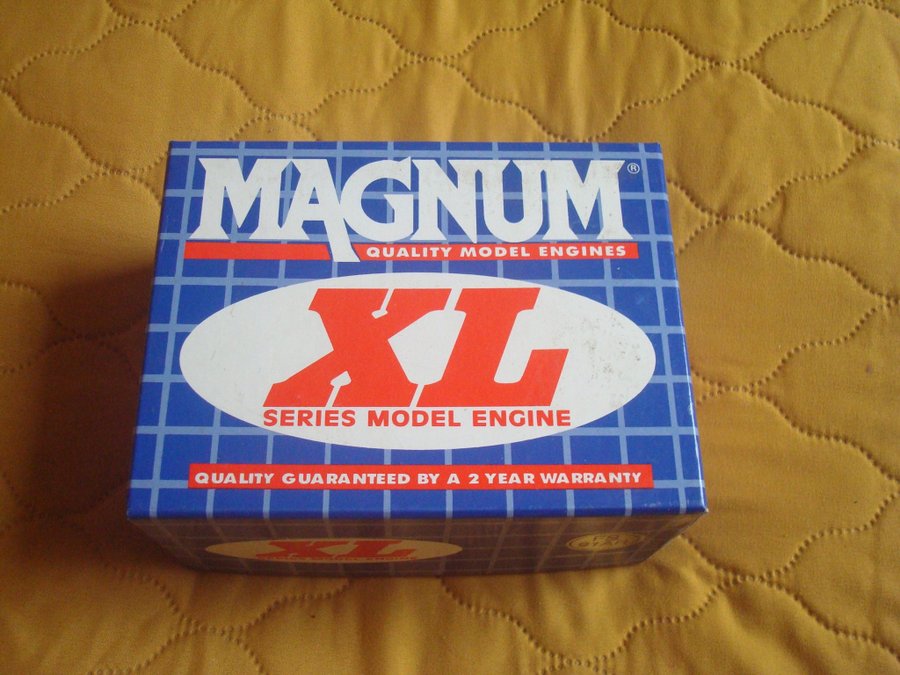 MAGNUM®
QUALITY MODEL ENGINES
XL
SERIES MODEL ENGINE
QUALITY GUARANTEED BY A 2 YEAR WARRANTY
XL